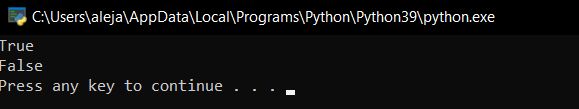 C:\Users\aleja\AppData\Local\Programs\Python\Python39\python.exe
True
False
Press any key to continue . . .